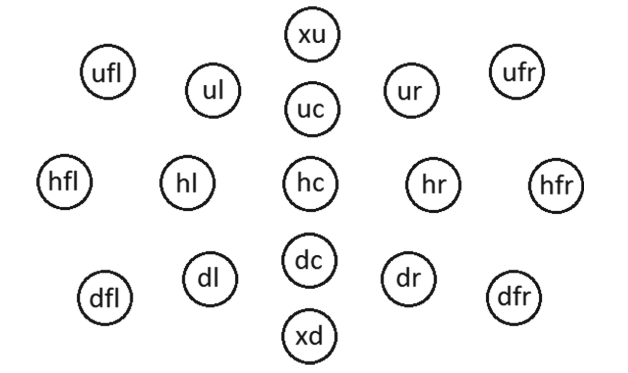 xu
ufl ul uc ur ufr
hfl hl hc hr hfr
dfl dl dc dr dfr
xd